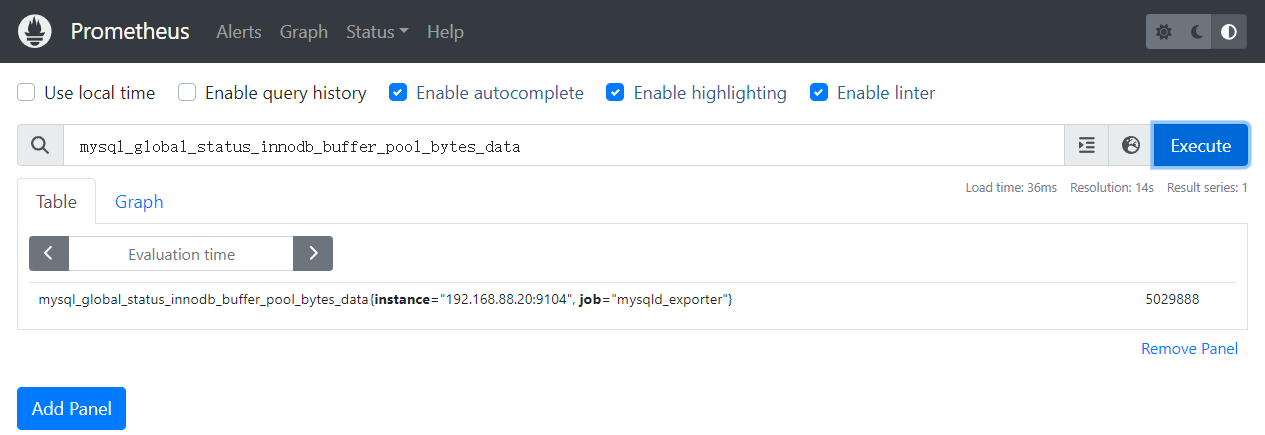 Prometheus Alerts Graph Status Help
Use local time Enable query history Enable autocomplete Enable highlighting Enable linter
mysql_global_status_innodb_buffer_pool_bytes_data Execute
Load time: 36ms Resolution: 14s Result series: 1
Table Graph
Evaluation time
mysql_global_status_innodb_buffer_pool_bytes_data{instance="192.168.88.20:9104", job="mysqld_exporter"} 5029888
Remove Panel
Add Panel